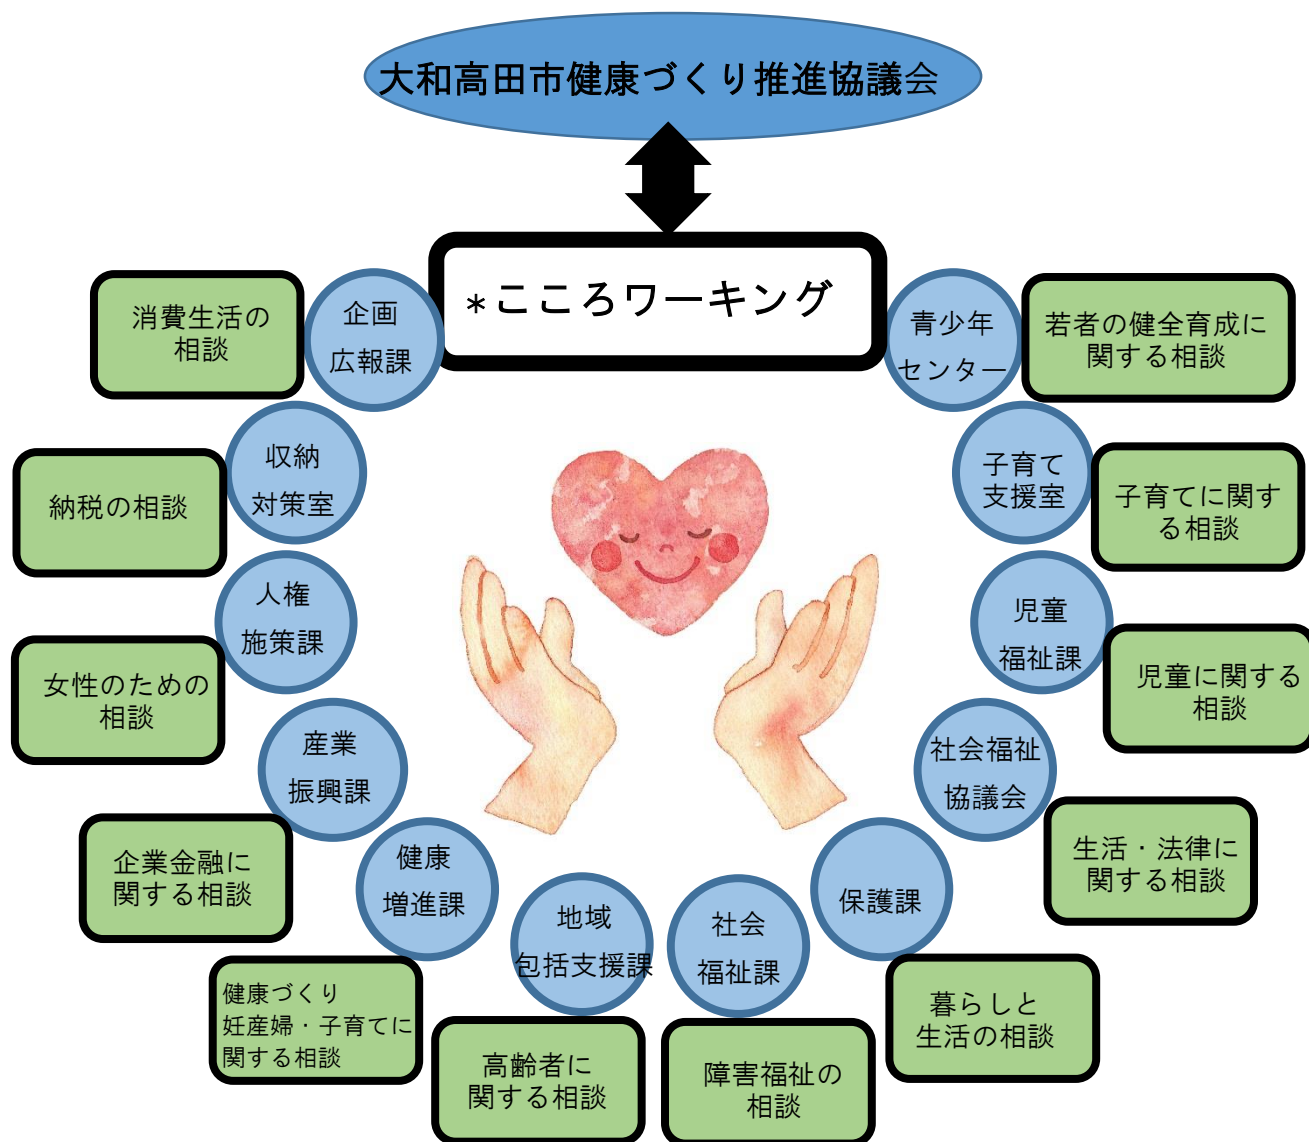 大和高田市健康づくり推進協議会
*こころワーキング
消費生活の
相談
企画
広報課
青少年
センター
若者の健全育成に
関する相談
納税の相談
収納
対策室
子育て
支援室
子育てに関す
る相談
女性のための
相談
人権
施策課
児童
福祉課
児童に関する
相談
企業金融に
関する相談
産業
振興課
社会福祉
協議会
生活・法律に
関する相談
健康づくり
妊産婦・子育てに
関する相談
健康
増進課
保護課
暮らしと
生活の相談
地域
包括支援課
高齢者に
関する相談
社会
福祉課
障害福祉の
相談